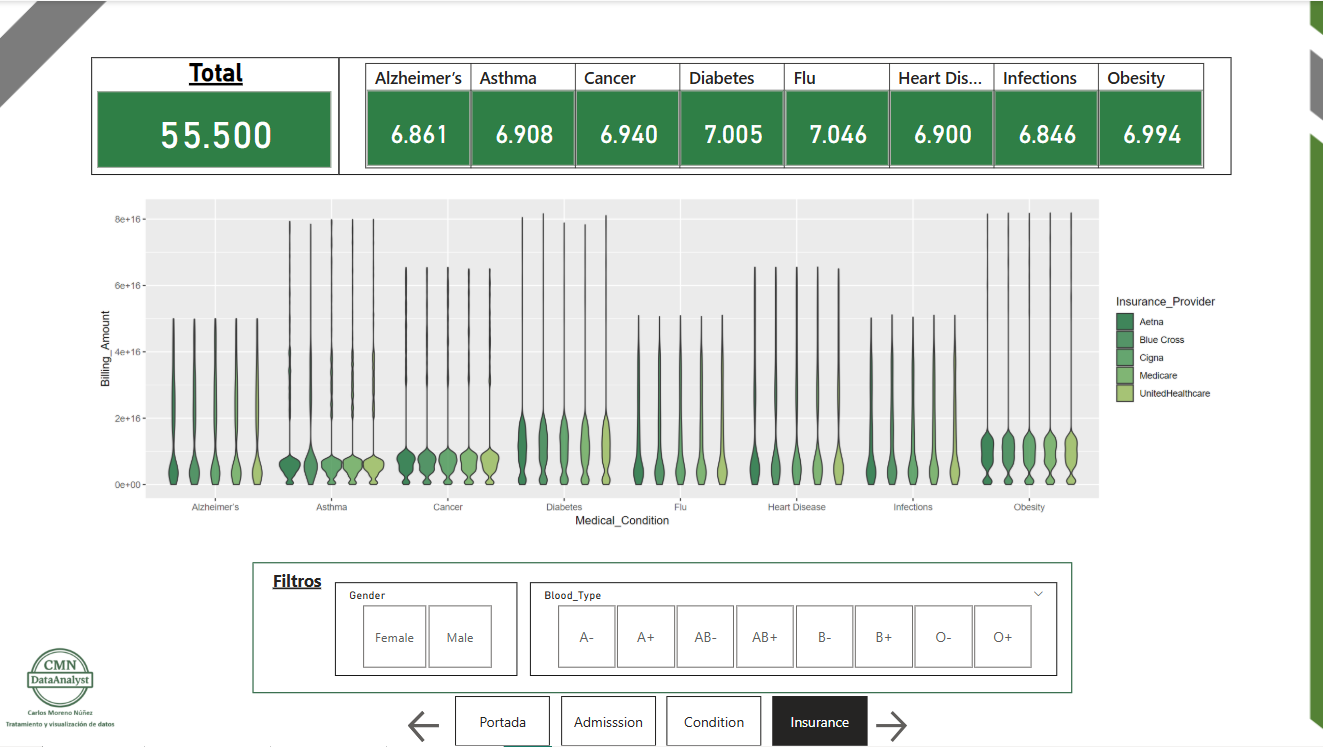 Total
55.500
Alzheimer's Asthma Cancer Diabetes Flu Heart Dis... Infections Obesity
6.861 6.908 6.940 7.005 7.046 6.900 6.846 6.994
8e+16
6e+16
4e+16
2e+16
0e+00
Billing_Amount
Alzheimer's Asthma Cancer Diabetes Flu Heart Disease Infections Obesity
Medical_Condition
Insurance_Provider
Aetna
Blue Cross
Cigna
Medicare
UnitedHealthcare
Filtros
Gender
Female Male
Blood_Type
A- A+ AB- AB+ B- B+ O- O+
CMN
DataAnalyst
Carlos Moreno Núñez
Tratamiento y visualización de datos
Portada Admisssion Condition Insurance